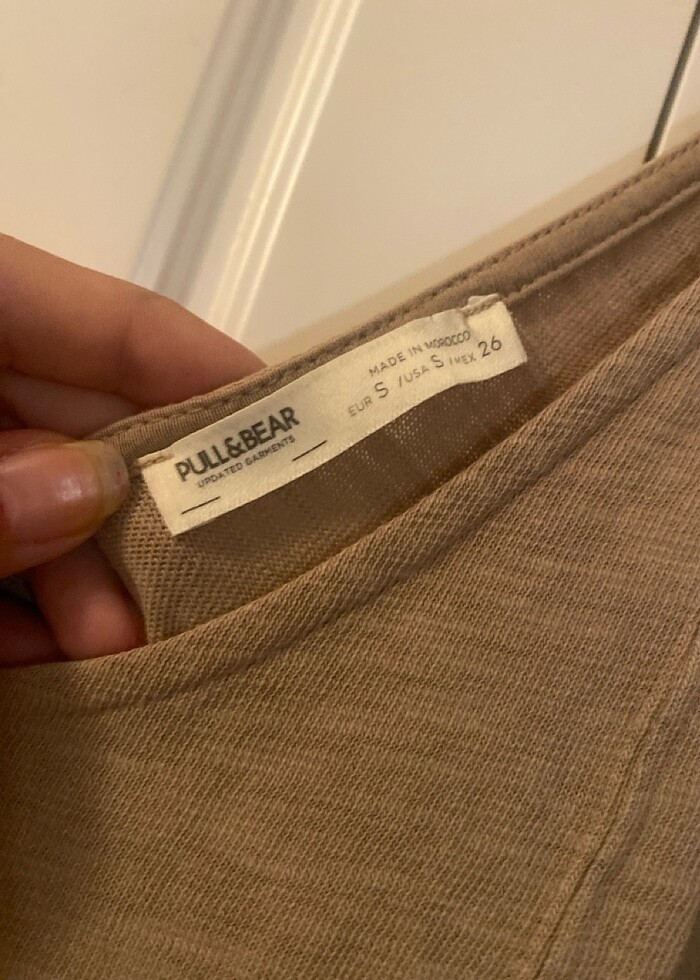 PULL&BEAR
UPDATED GARMENTS
MADE IN MOROCCO
EUR S /USA S /MEX 26